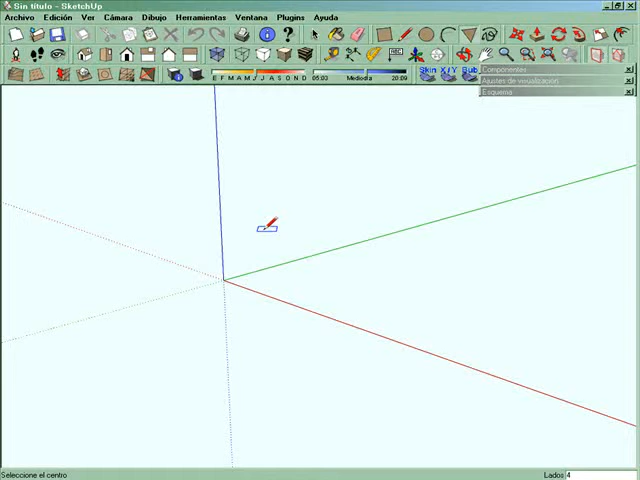 Sin título - SketchUp
Archivo Edición Ver Cámara Dibujo Herramientas Ventana Plugins Ayuda
ABC
E F M A M J J A S O N D 05:03 Mediodía 20:09 Skin X/Y Bub
Componentes
Ajustes de visualización
Esquema
Seleccione el centro Lados 4